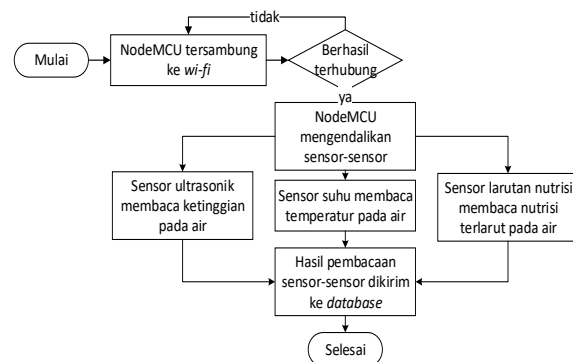 tidak
Mulai
NodeMCU tersambung
ke wi-fi
Berhasil
terhubung
ya
NodeMCU
mengendalikan
sensor-sensor
Sensor ultrasonik
membaca ketinggian
pada air
Sensor suhu membaca
temperatur pada air
Sensor larutan nutrisi
membaca nutrisi
terlarut pada air
Hasil pembacaan
sensor-sensor dikirim
ke database
Selesai